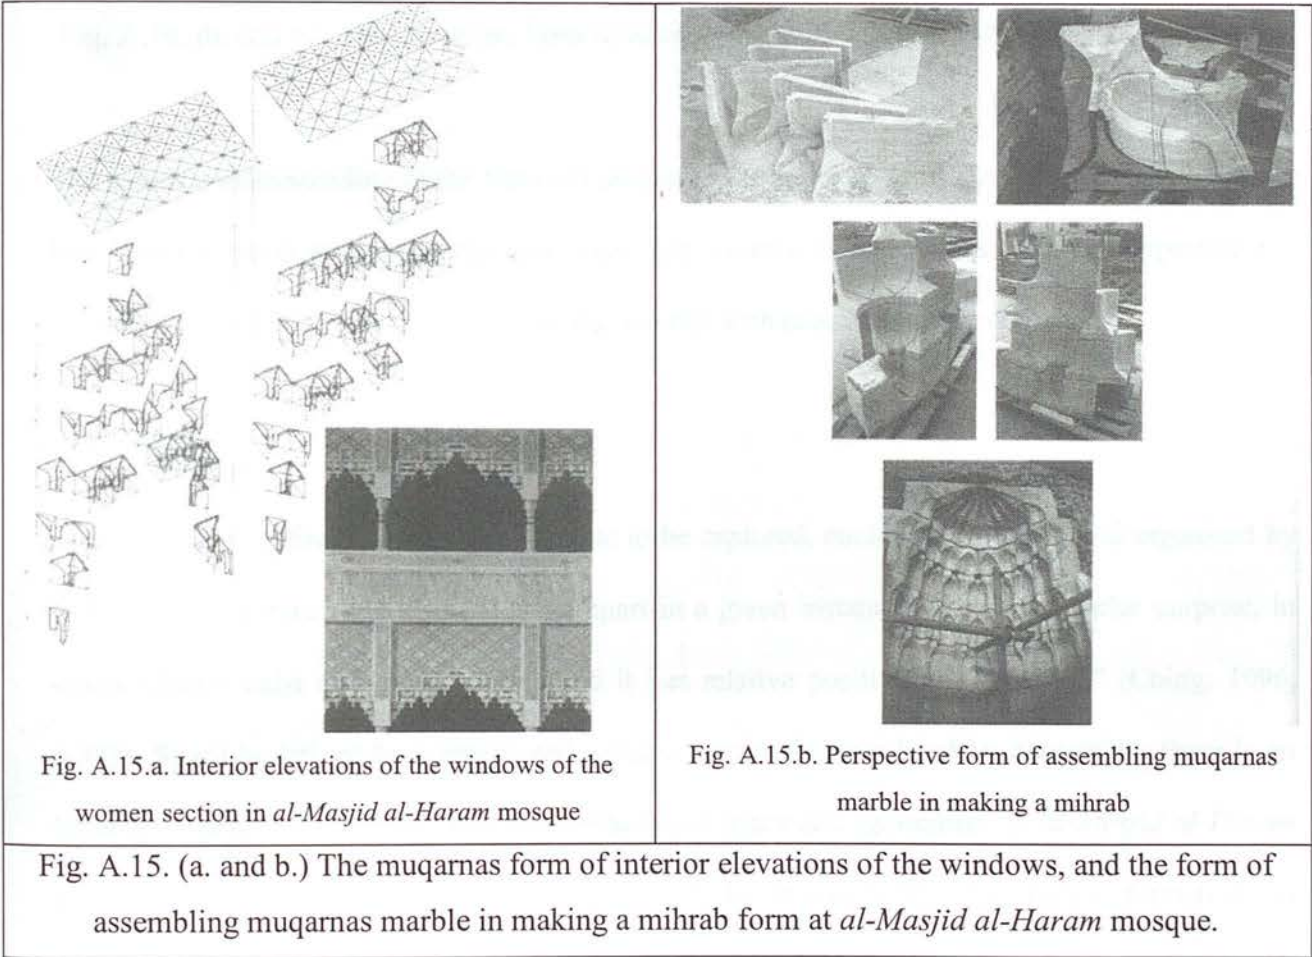 Fig. A.15.a. Interior elevations of the windows of the
women section in al-Masjid al-Haram mosque
Fig. A.15.b. Perspective form of assembling muqarnas
marble in making a mihrab
Fig. A.15. (a. and b.) The muqarnas form of interior elevations of the windows, and the form of
assembling muqarnas marble in making a mihrab form at al-Masjid al-Haram mosque.